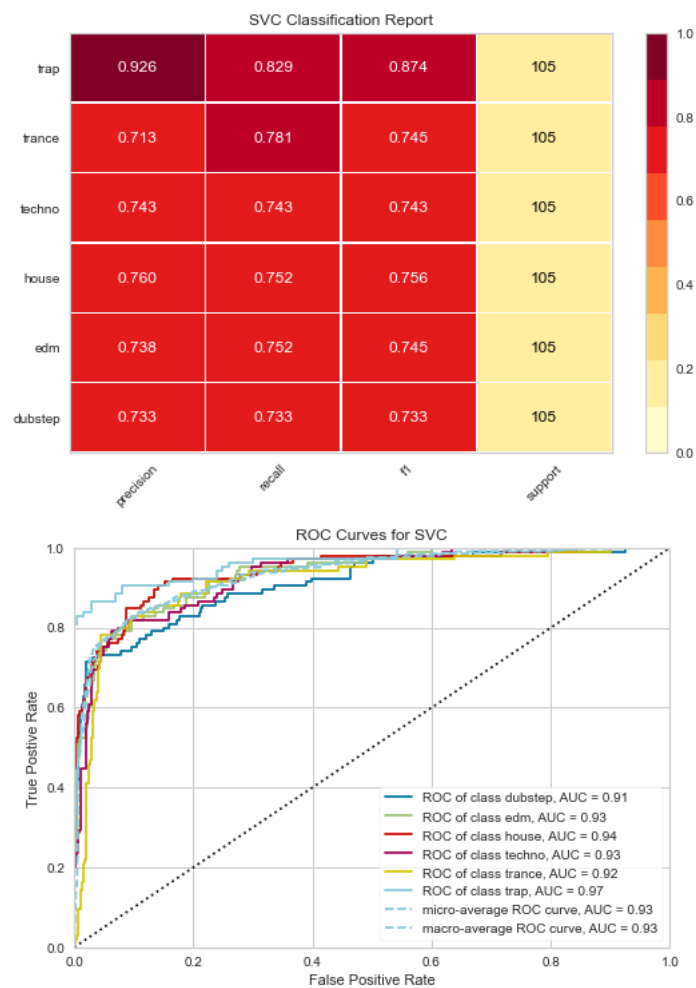 SVC Classification Report
trap 0.926 0.829 0.874 105
trance 0.713 0.781 0.745 105
techno 0.743 0.743 0.743 105
house 0.760 0.752 0.756 105
edm 0.738 0.752 0.745 105
dubstep 0.733 0.733 0.733 105
precision recall f1 support
1.0
0.8
0.6
0.4
0.2
0.0
ROC Curves for SVC
1.0
0.8
0.6
0.4
0.2
0.0
True Postive Rate
ROC of class dubstep, AUC = 0.91
ROC of class edm, AUC = 0.93
ROC of class house, AUC = 0.94
ROC of class techno, AUC = 0.93
ROC of class trance, AUC = 0.92
ROC of class trap, AUC = 0.97
micro-average ROC curve, AUC = 0.93
macro-average ROC curve, AUC = 0.93
0.0 0.2 0.4 0.6 0.8 1.0
False Positive Rate